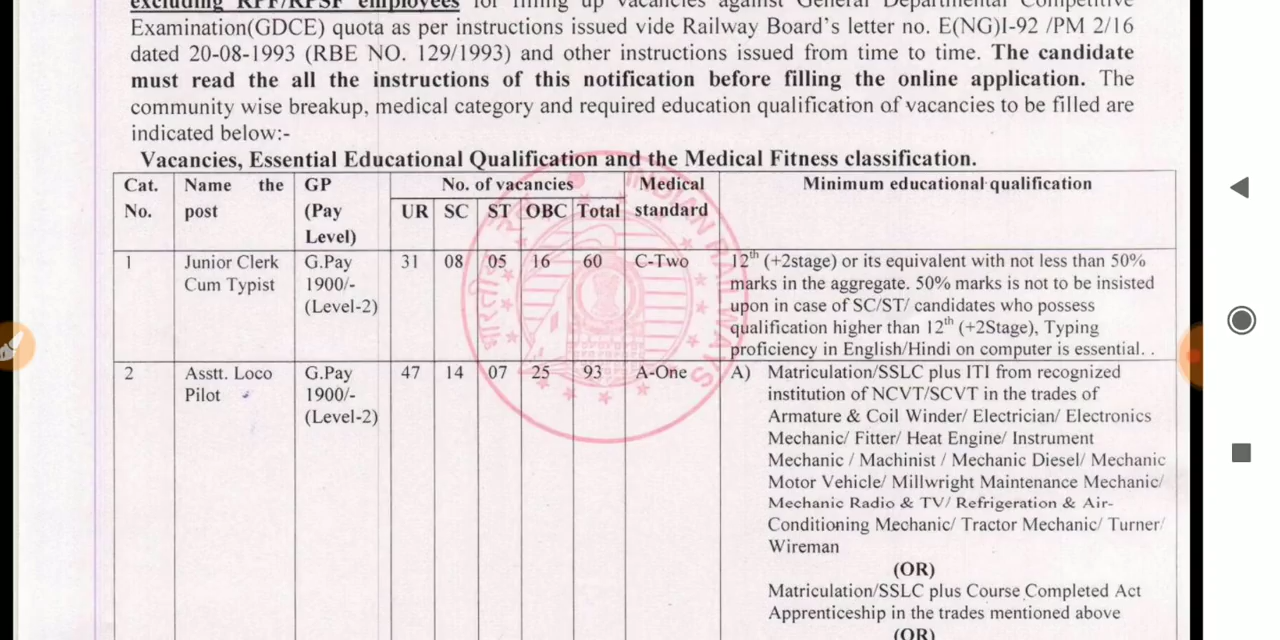 excluding RPF/RPSF employees for filling up vacancies against General Departmental Competitive
Examination(GDCE) quota as per instructions issued vide Railway Board's letter no. E(NG)I-92 /PM 2/16
dated 20-08-1993 (RBE NO. 129/1993) and other instructions issued from time to time. The candidate
must read the all the instructions of this notification before filling the online application. The
community wise breakup, medical category and required education qualification of vacancies to be filled are
indicated below:-
Vacancies, Essential Educational Qualification and the Medical Fitness classification.
Cat. Name the GP No. of vacancies Medical Minimum educational qualification
No. post (Pay UR SC ST OBC Total standard
Level)
1 Junior Clerk G.Pay 31 08 05 16 60 C-Two 12th (+2stage) or its equivalent with not less than 50%
Cum Typist 1900/- marks in the aggregate. 50% marks is not to be insisted
(Level-2) upon in case of SC/ST/ candidates who possess
qualification higher than 12th (+2Stage), Typing
proficiency in English/Hindi on computer is essential. .
2 Asstt. Loco G.Pay 47 14 07 25 93 A-One A) Matriculation/SSLC plus ITI from recognized
Pilot 1900/- institution of NCVT/SCVT in the trades of
(Level-2) Armature & Coil Winder/ Electrician/ Electronics
Mechanic/ Fitter/ Heat Engine/ Instrument
Mechanic / Machinist / Mechanic Diesel/ Mechanic
Motor Vehicle/ Millwright Maintenance Mechanic/
Mechanic Radio & TV/ Refrigeration & Air-
Conditioning Mechanic/ Tractor Mechanic/ Turner/
Wireman
(OR)
Matriculation/SSLC plus Course Completed Act
Apprenticeship in the trades mentioned above
(OR)
INDIAN RAILWAYS